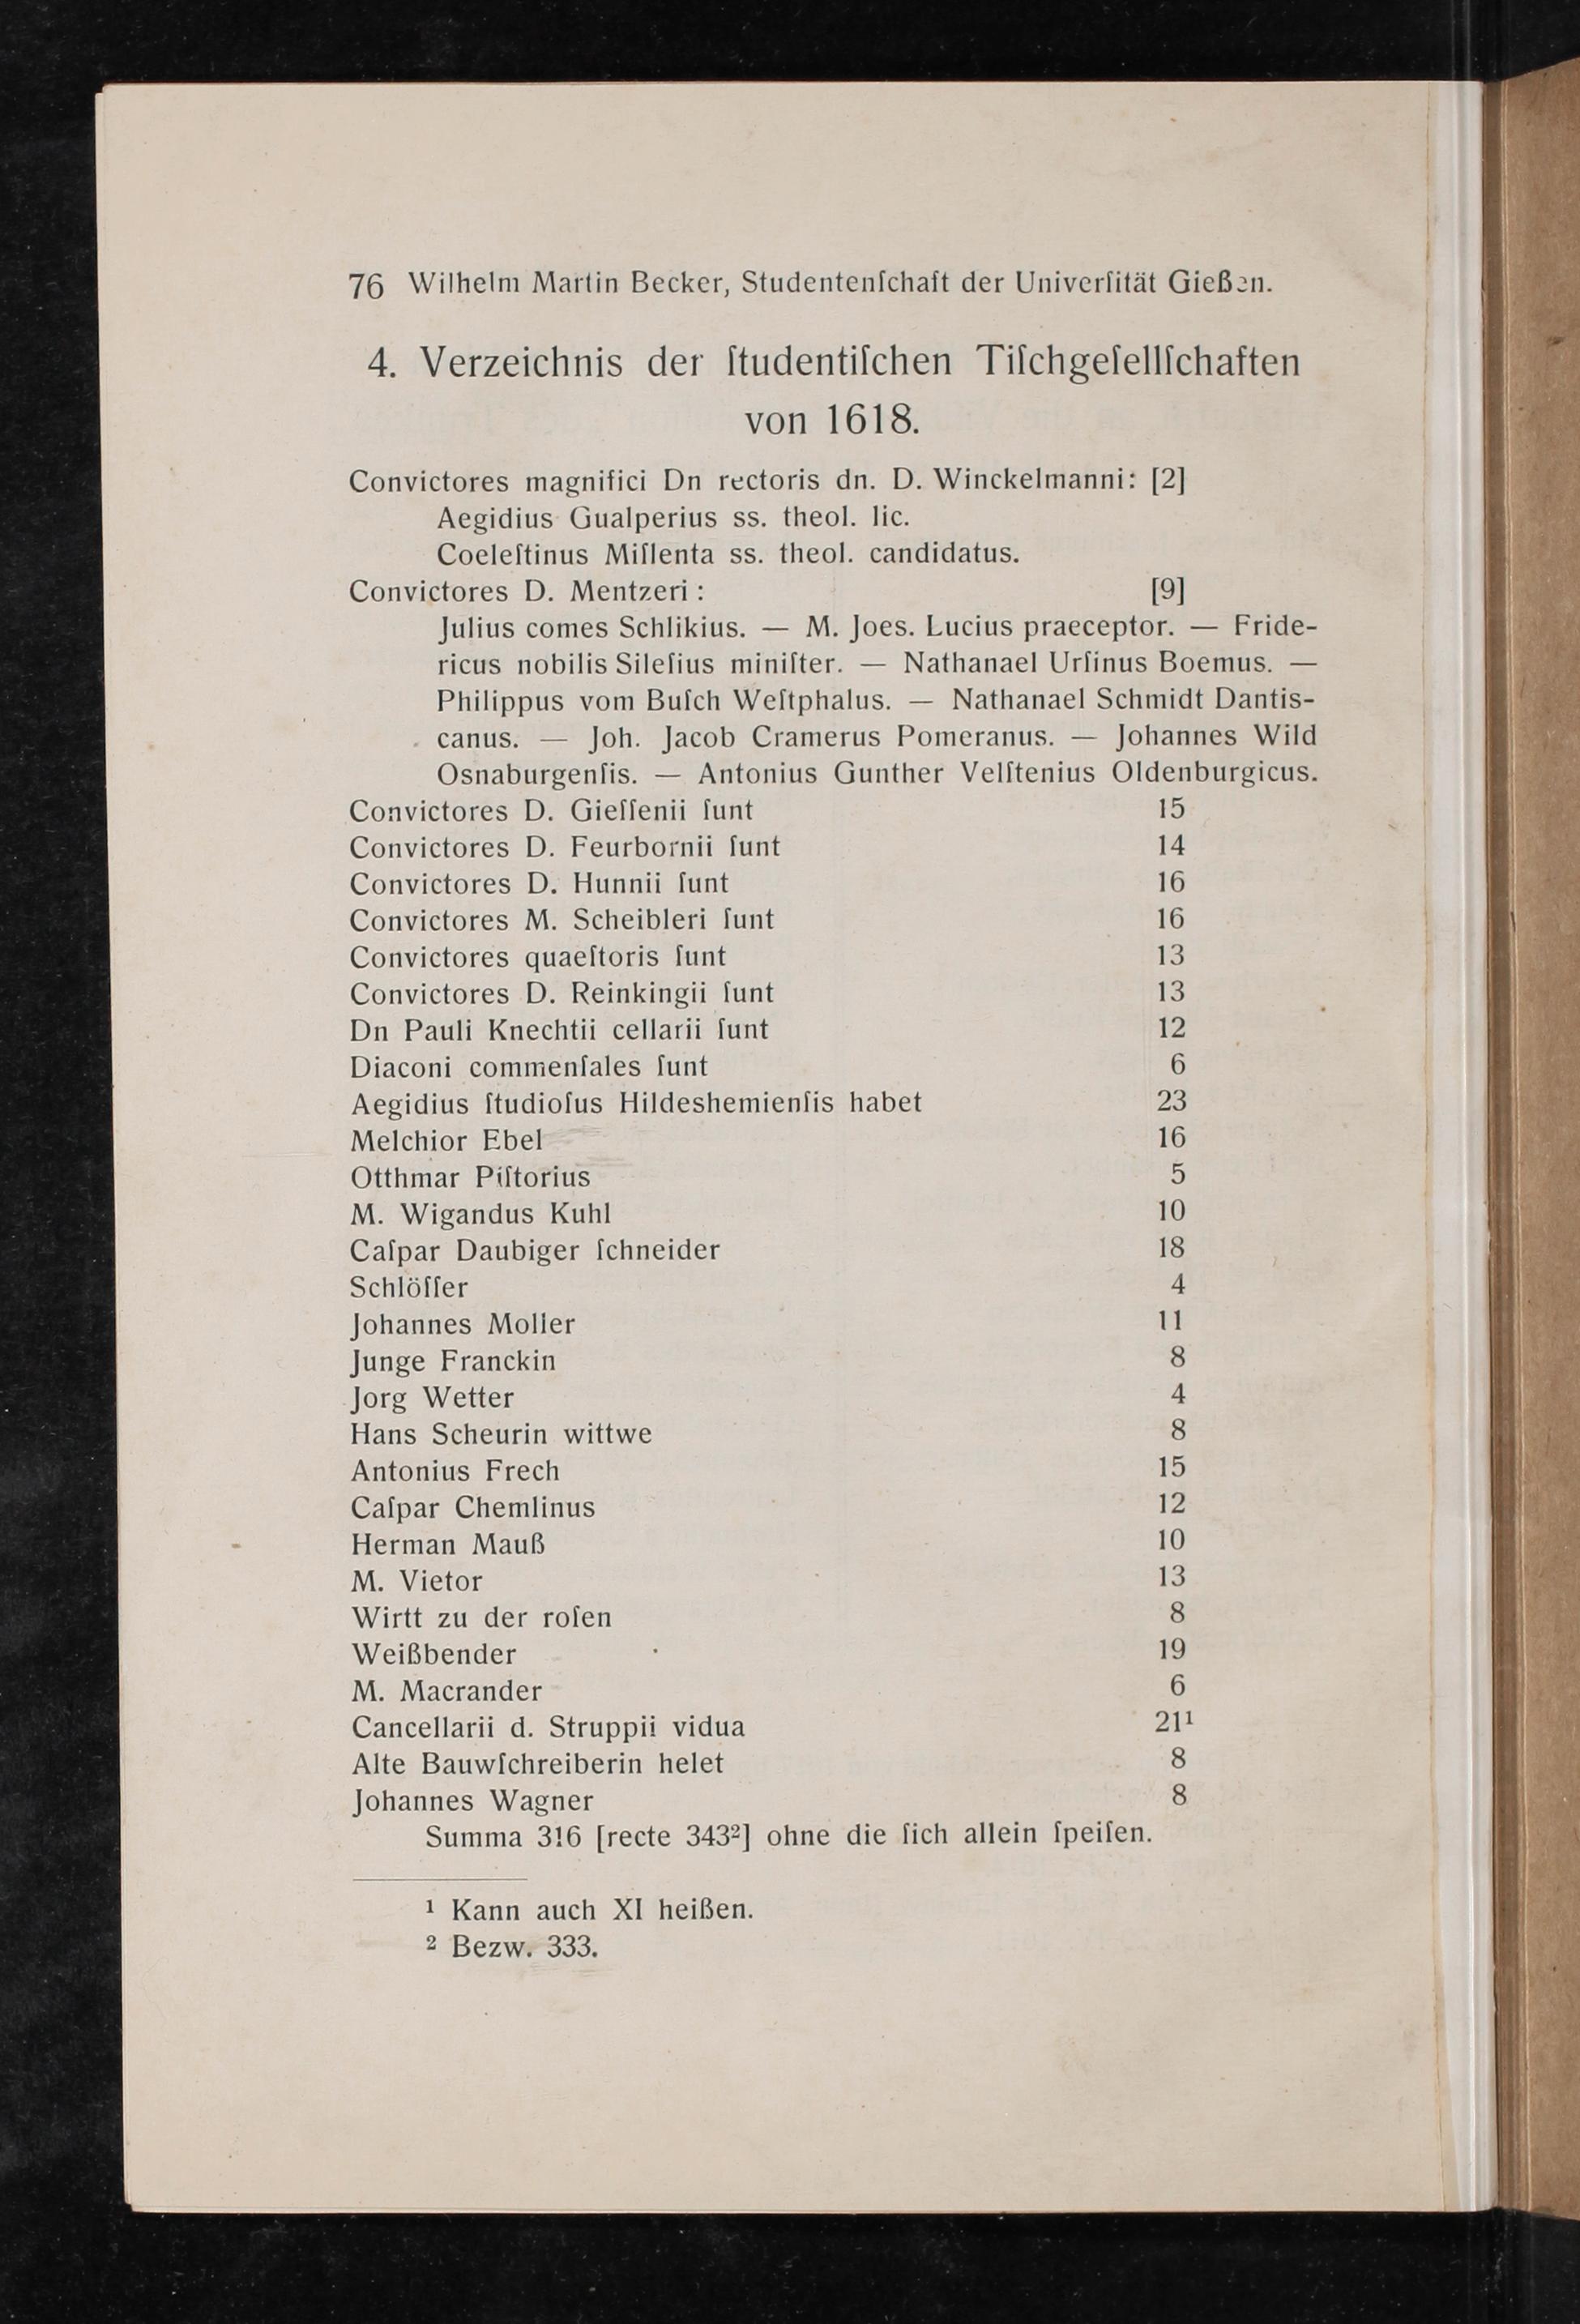 76 Wilhelm Martin Becker, Studentenſchaft der Univerſität Gießen.
4. Verzeichnis der ſtudentiſchen Tiſchgeſellſchaften
von 1618.
Convictores magnifici Dn rectoris dn. D. Winckelmanni: [2]
Aegidius Gualperius ss. theol. lic.
Coeleſtinus Miſlenta ss. theol. candidatus.
Convictores D. Mentzeri: [9]
Julius comes Schlikius. — M. Joes. Lucius praeceptor. — Fride-
ricus nobilis Sileſius miniſter. — Nathanael Urſinus Boemus. —
Philippus vom Buſch Weſtphalus. — Nathanael Schmidt Dantis-
canus. — Joh. Jacob Cramerus Pomeranus. — Johannes Wild
Osnaburgenſis. — Antonius Gunther Velſtenius Oldenburgicus.
Convictores D. Gieſſenii ſunt 15
Convictores D. Feurbornii ſunt 14
Convictores D. Hunnii ſunt 16
Convictores M. Scheibleri ſunt 16
Convictores quaeſtoris ſunt 13
Convictores D. Reinkingii ſunt 13
Dn Pauli Knechtii cellarii ſunt 12
Diaconi commenſales ſunt 6
Aegidius ſtudioſus Hildeshemienſis habet 23
Melchior Ebel 16
Otthmar Piſtorius 5
M. Wigandus Kuhl 10
Caſpar Daubiger ſchneider 18
Schlöſſer 4
Johannes Moller 11
Junge Franckin 8
Jorg Wetter 4
Hans Scheurin wittwe 8
Antonius Frech 15
Caſpar Chemlinus 12
Herman Mauß 10
M. Vietor 13
Wirtt zu der roſen 8
Weißbender 19
M. Macrander 6
Cancellarii d. Struppii vidua 21¹
Alte Bauwſchreiberin helet 8
Johannes Wagner 8
Summa 316 [recte 343²] ohne die ſich allein ſpeiſen.
¹ Kann auch XI heißen.
² Bezw. 333.